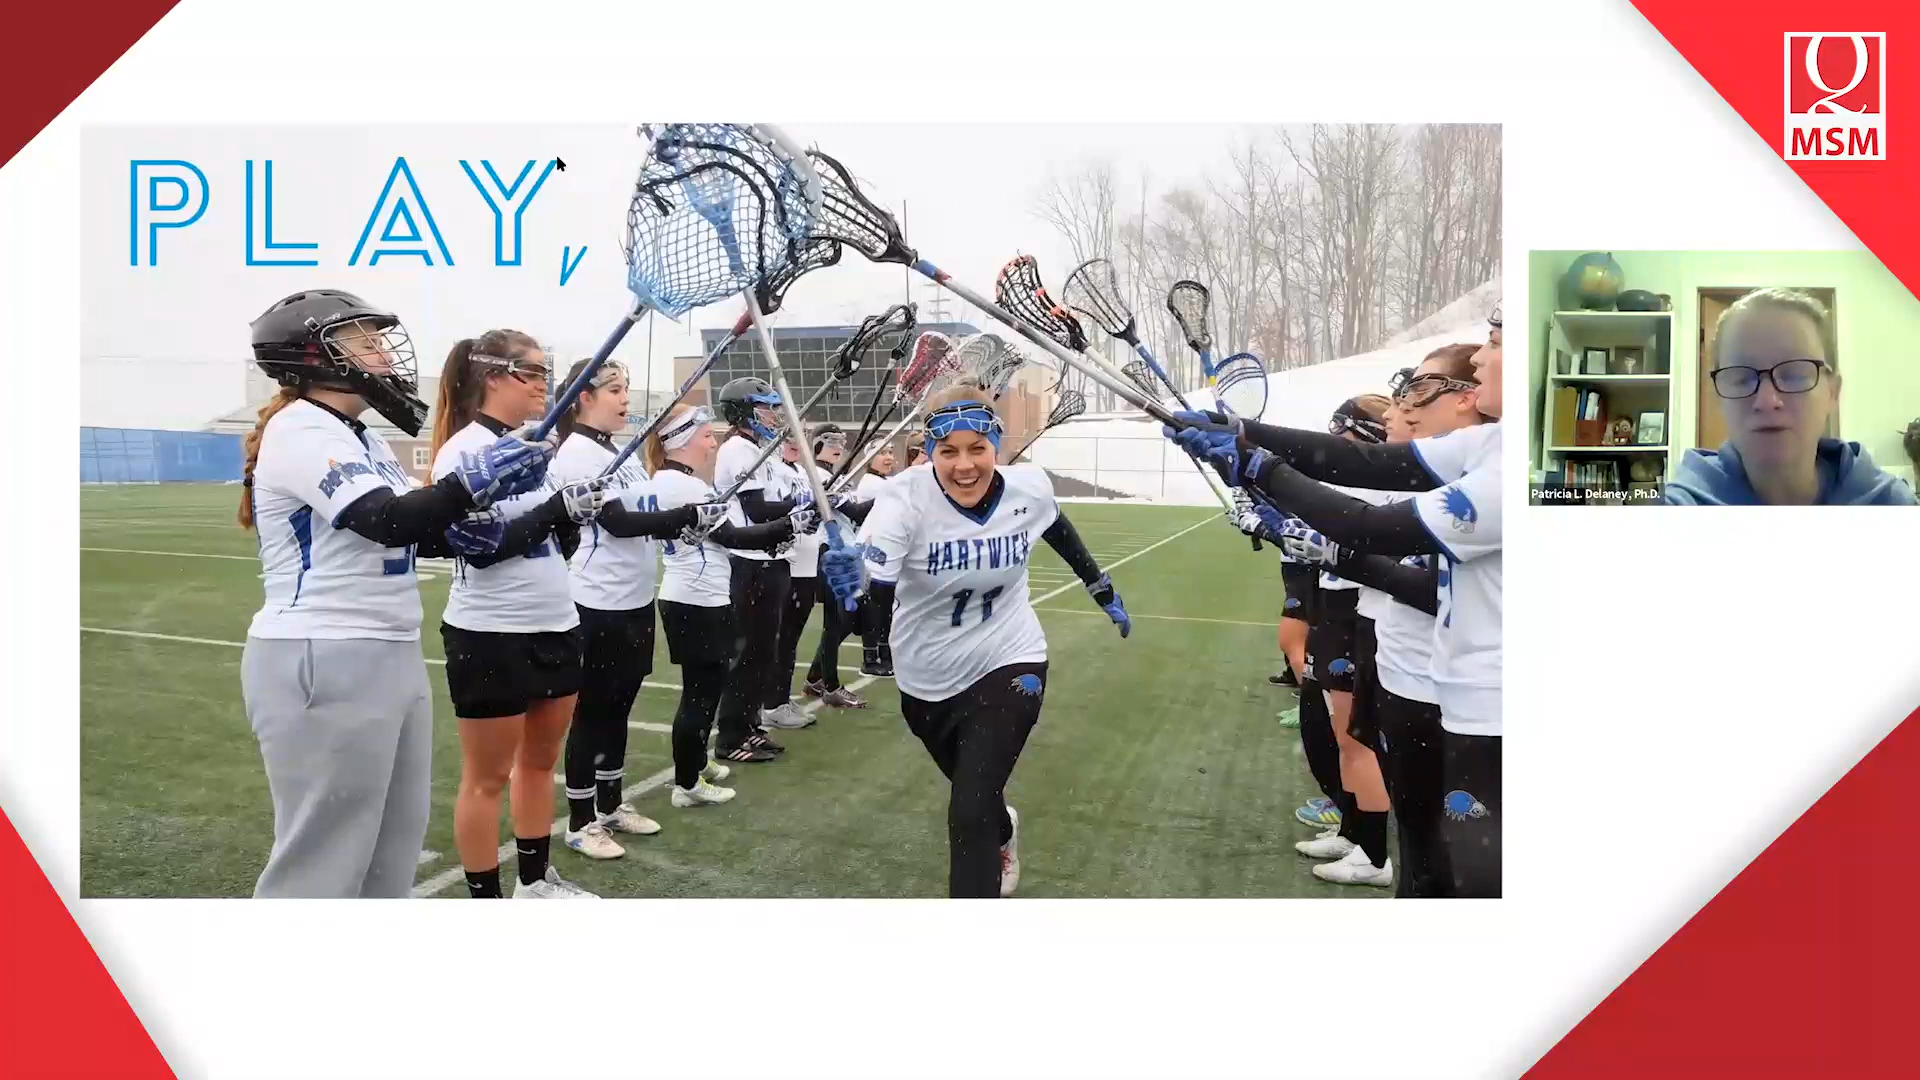 PLAY
v
Q
MSM
Patricia L. Delaney, Ph.D.
HARTWICK
11